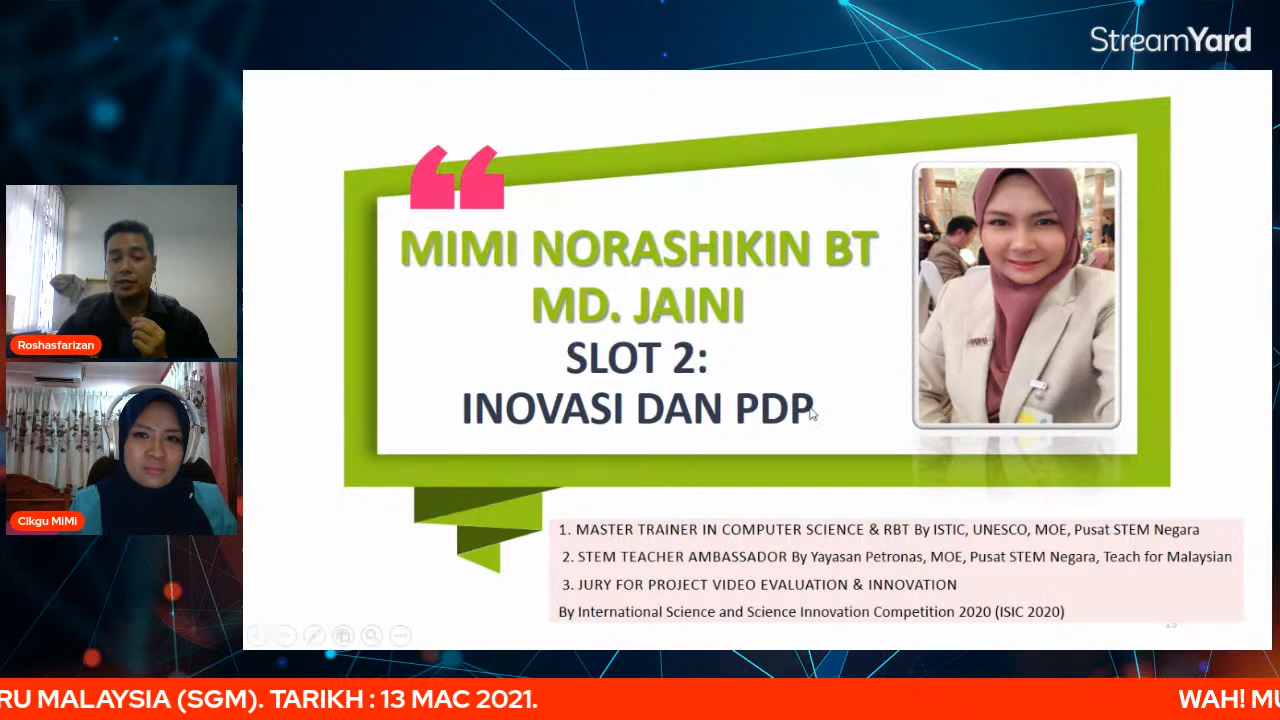 StreamYard
MIMI NORASHIKIN BT
MD. JAINI
SLOT 2:
INOVASI DAN PDP
Roshasfarizan
Cikgu MiMi
1. MASTER TRAINER IN COMPUTER SCIENCE & RBT By ISTIC, UNESCO, MOE, Pusat STEM Negara
2. STEM TEACHER AMBASSADOR By Yayasan Petronas, MOE, Pusat STEM Negara, Teach for Malaysian
3. JURY FOR PROJECT VIDEO EVALUATION & INNOVATION
By International Science and Science Innovation Competition 2020 (ISIC 2020)
RU MALAYSIA (SGM). TARIKH : 13 MAC 2021.
WAH! MU